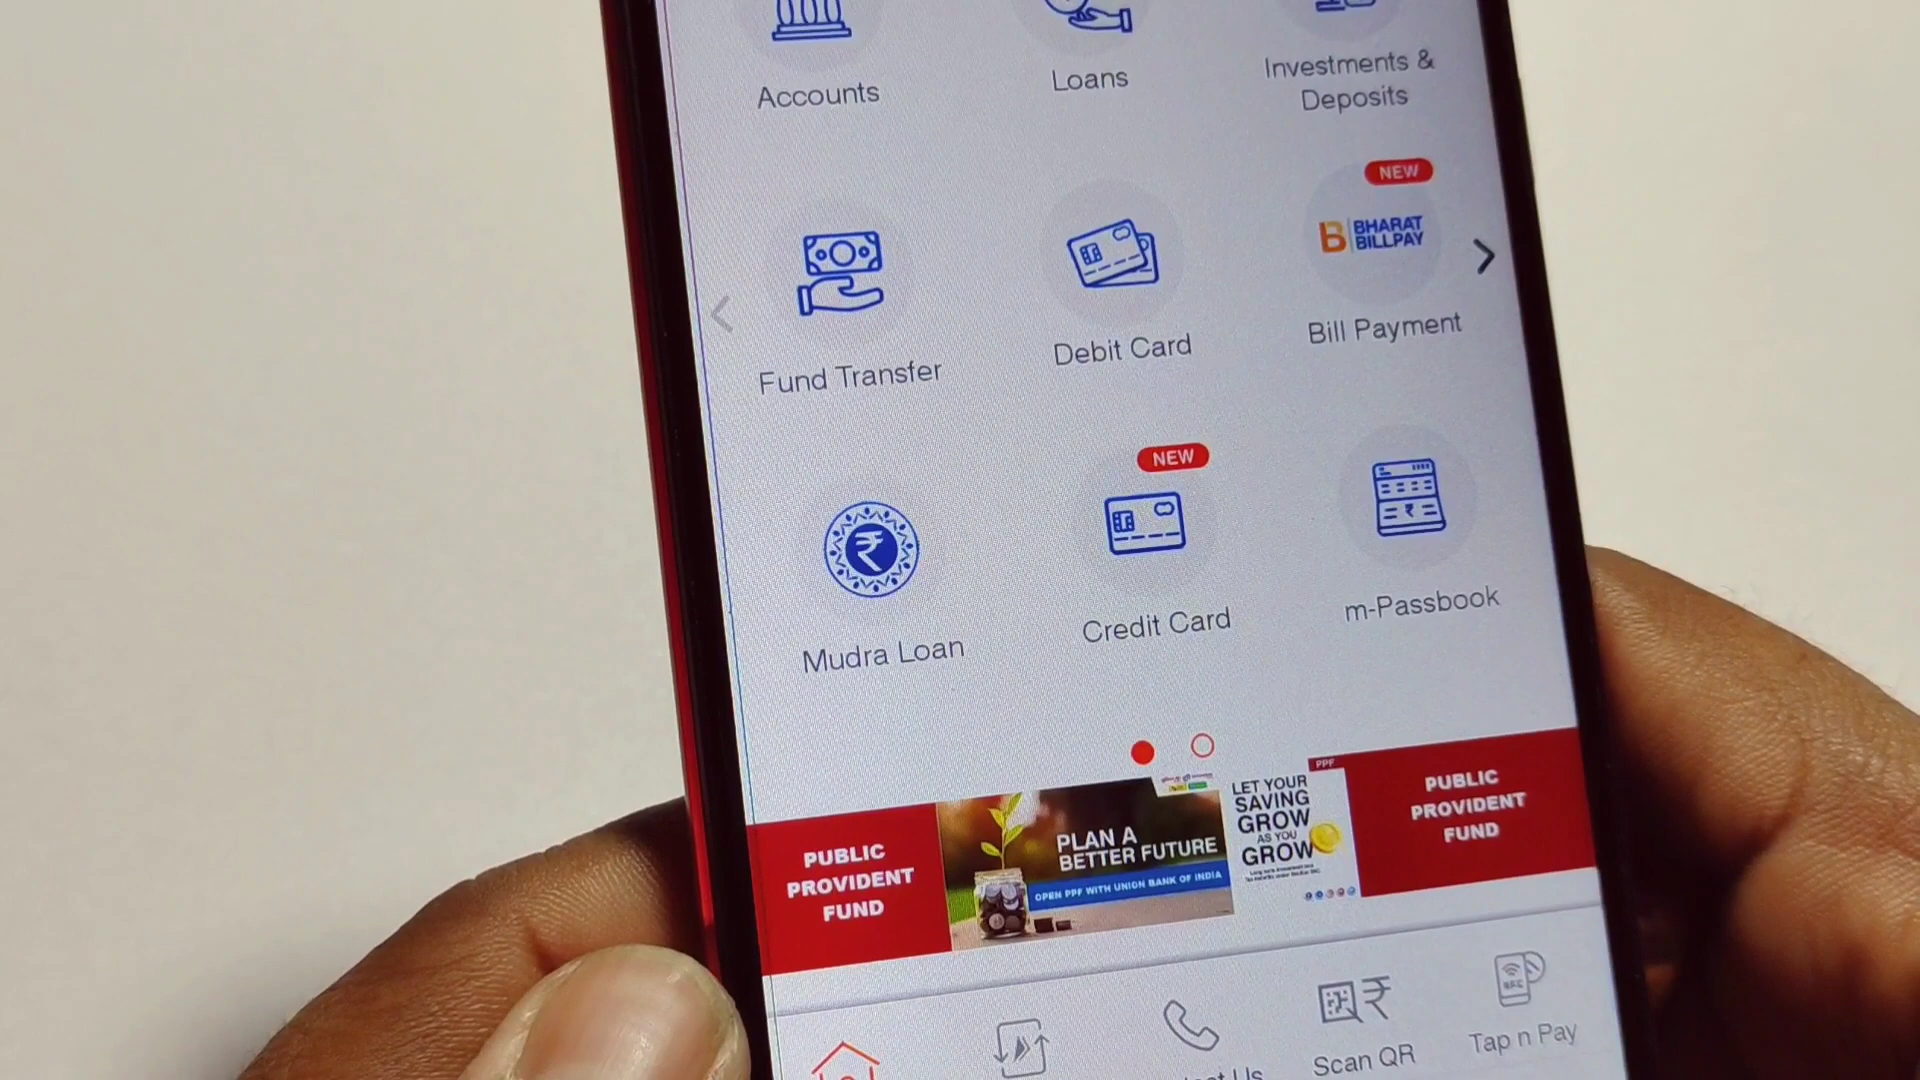 Accounts
Loans
Investments &
Deposits
NEW
BHARAT
BILLPAY
Fund Transfer
Debit Card
Bill Payment
NEW
Mudra Loan
Credit Card
m-Passbook
PUBLIC
PROVIDENT
FUND
PLAN A
BETTER FUTURE
OPEN PPF WITH UNION BANK OF INDIA
LET YOUR
SAVING
GROW
AS YOU
GROW
PPF
PUBLIC
PROVIDENT
FUND
NFC
Us
Scan QR
Tap n Pay